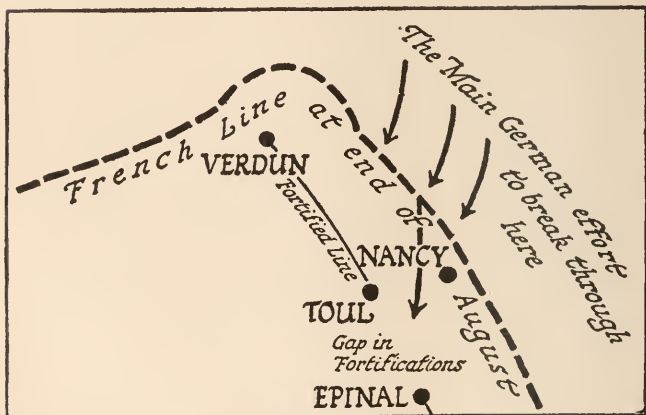 The Main German effort
to break through
here
French Line at end of August
VERDUN
Fortified Line
NANCY
TOUL
Gap in
Fortifications
EPINAL